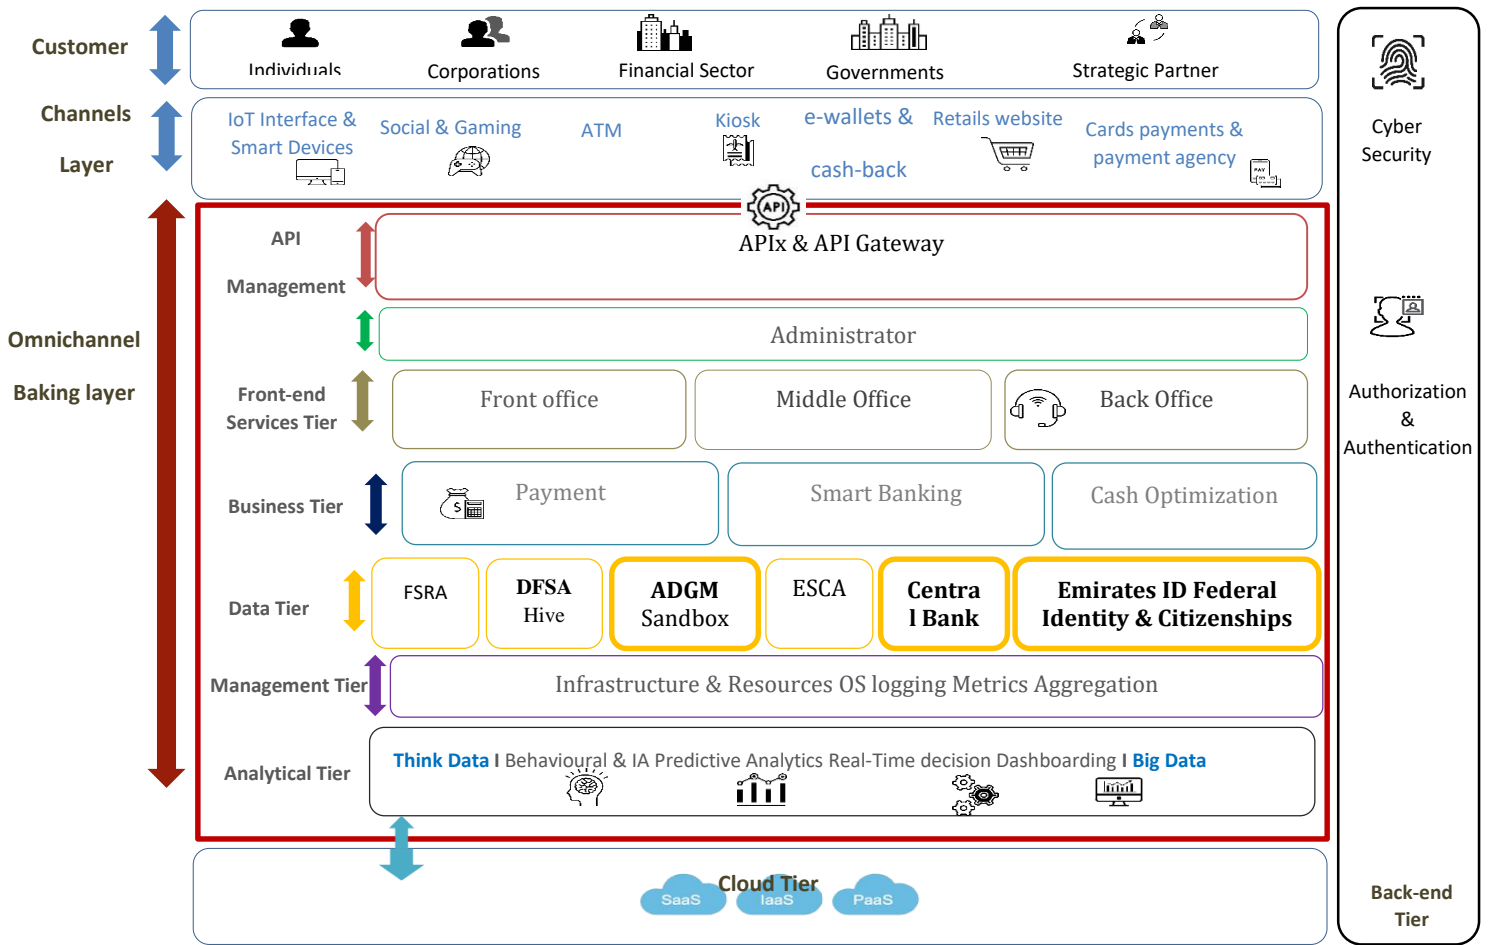 Customer
Individuals
Corporations
Financial Sector
Governments
Strategic Partner
Channels
Layer
IoT Interface &
Smart Devices
Social & Gaming
ATM
Kiosk
e-wallets &
cash-back
Retails website
Cards payments &
payment agency
PAY
Cyber
Security
Omnichannel
Baking layer
API
API
Management
APIx & API Gateway
Administrator
Front-end
Services Tier
Front office
Middle Office
Back Office
Authorization
&
Authentication
Business Tier
$
Payment
Smart Banking
Cash Optimization
Data Tier
FSRA
DFSA
Hive
ADGM
Sandbox
ESCA
Centra
l Bank
Emirates ID Federal
Identity & Citizenships
Management Tier
Infrastructure & Resources OS logging Metrics Aggregation
Analytical Tier
Think Data I Behavioural & IA Predictive Analytics Real-Time decision Dashboarding I Big Data
Cloud Tier
SaaS
IaaS
PaaS
Back-end
Tier